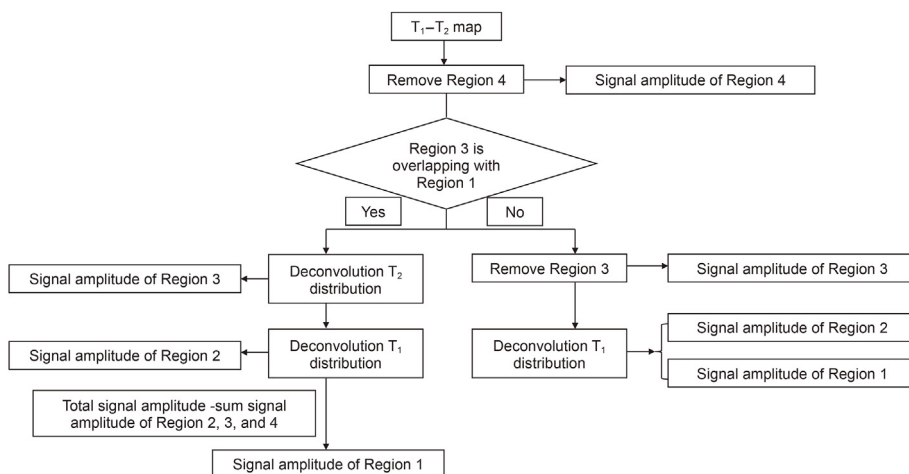 T₁–T₂ map
Remove Region 4
Signal amplitude of Region 4
Region 3 is
overlapping with
Region 1
Yes
No
Signal amplitude of Region 3
Deconvolution T₂
distribution
Remove Region 3
Signal amplitude of Region 3
Signal amplitude of Region 2
Deconvolution T₁
distribution
Deconvolution T₁
distribution
Signal amplitude of Region 2
Signal amplitude of Region 1
Total signal amplitude -sum signal
amplitude of Region 2, 3, and 4
Signal amplitude of Region 1